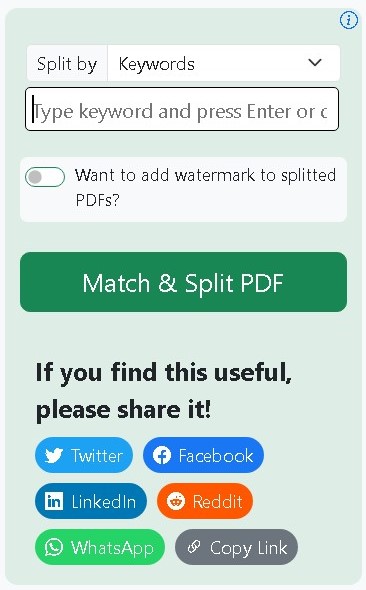 Split by Keywords
Type keyword and press Enter or c
Want to add watermark to splitted
PDFs?
Match & Split PDF
If you find this useful,
please share it!
Twitter Facebook
LinkedIn Reddit
WhatsApp Copy Link